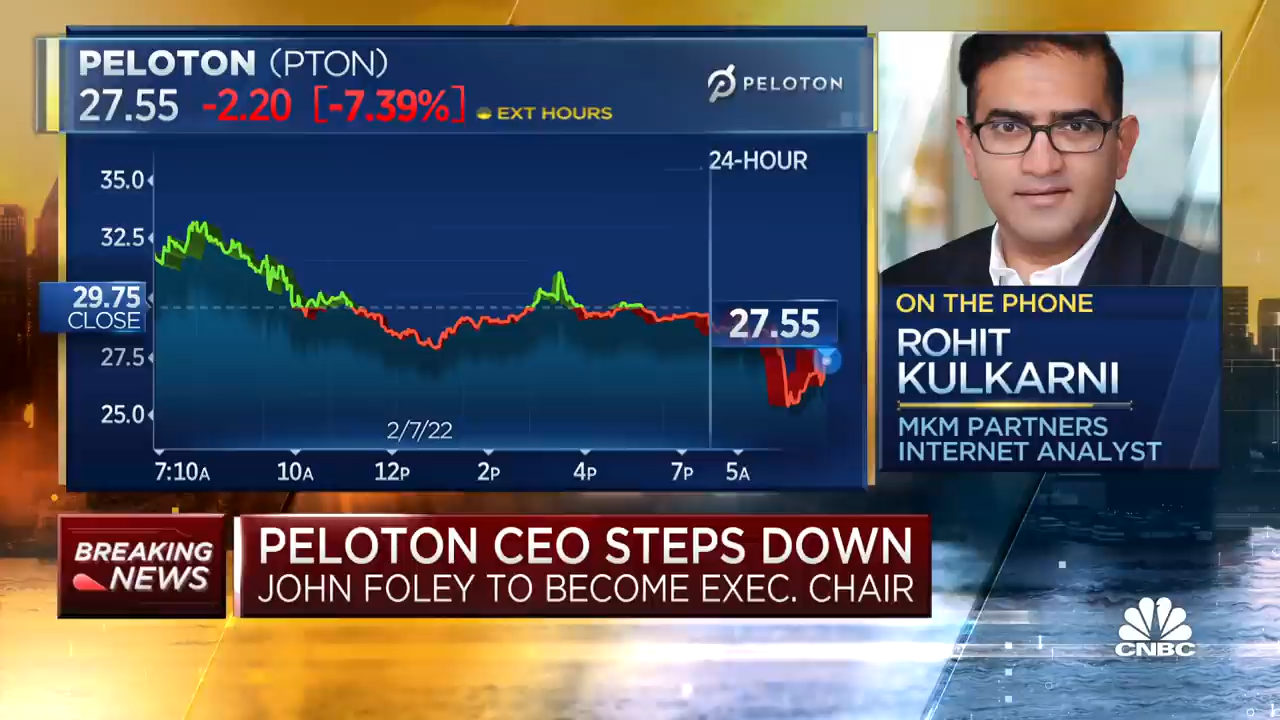 PELOTON (PTON)
27.55 -2.20 [-7.39%] EXT HOURS
PELOTON
24-HOUR
35.0
32.5
29.75
CLOSE
27.5
25.0
27.55
2/7/22
7:10A 10A 12P 2P 4P 7P 5A
ON THE PHONE
ROHIT
KULKARNI
MKM PARTNERS
INTERNET ANALYST
BREAKING
NEWS
PELOTON CEO STEPS DOWN
JOHN FOLEY TO BECOME EXEC. CHAIR
CNBC